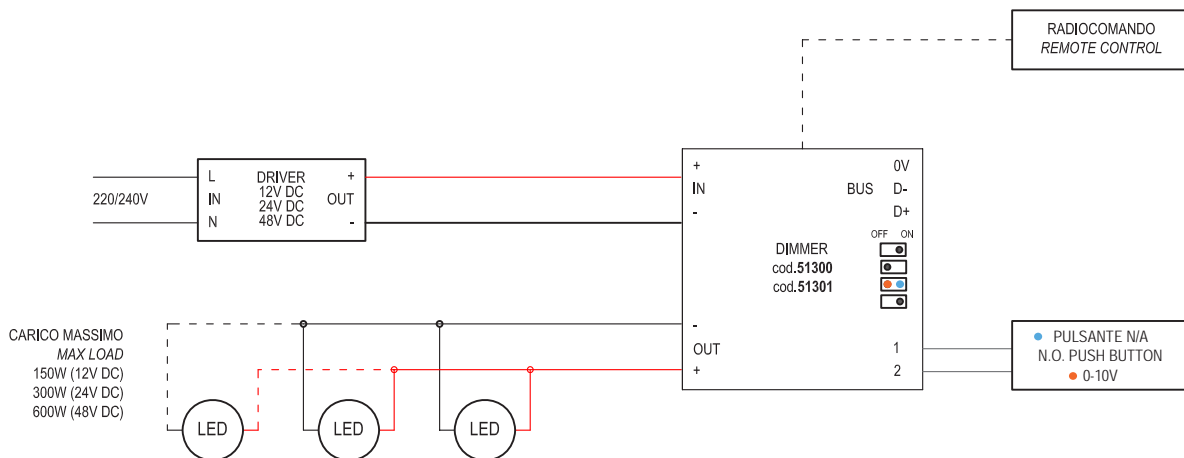 RADIOCOMANDO
REMOTE CONTROL
220/240V
L
IN
N
DRIVER
12V DC
24V DC
48V DC
+
OUT
-
+
IN
-
0V
BUS D-
D+
OFF ON
DIMMER
cod.51300
cod.51301
-
OUT
+
1
2
PULSANTE N/A
N.O. PUSH BUTTON
0-10V
CARICO MASSIMO
MAX LOAD
150W (12V DC)
300W (24V DC)
600W (48V DC)
LED
LED
LED